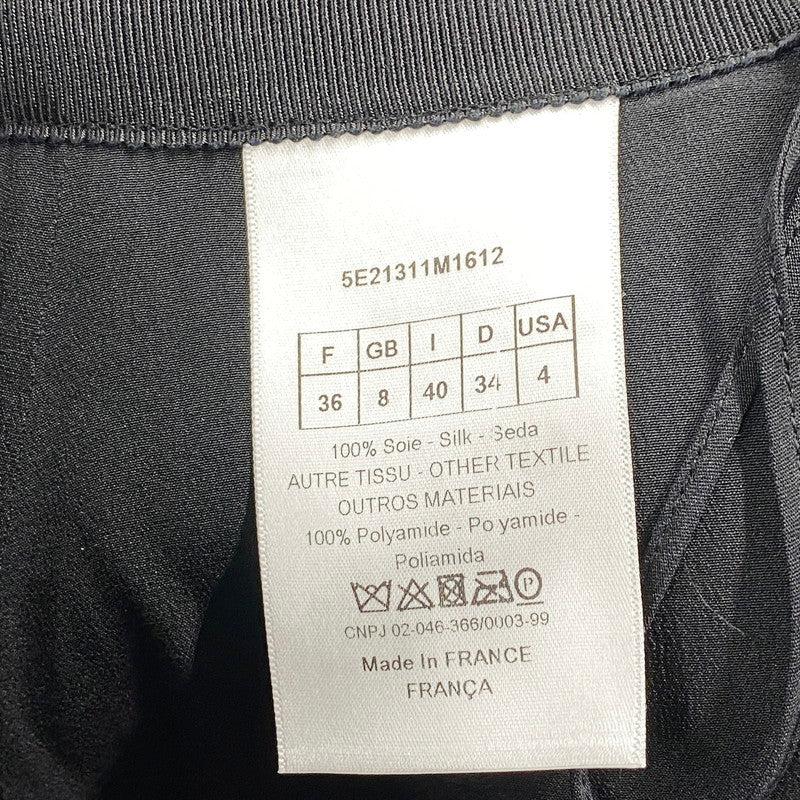 5E21311M1612
F GB I D USA
36 8 40 34 4
100% Soie - Silk - Seda
AUTRE TISSU - OTHER TEXTILE
OUTROS MATERIAIS
100% Polyamide - Po yamide -
Poliamida
P
CNPJ 02-046-366/0003-99
Made In FRANCE
FRANÇA